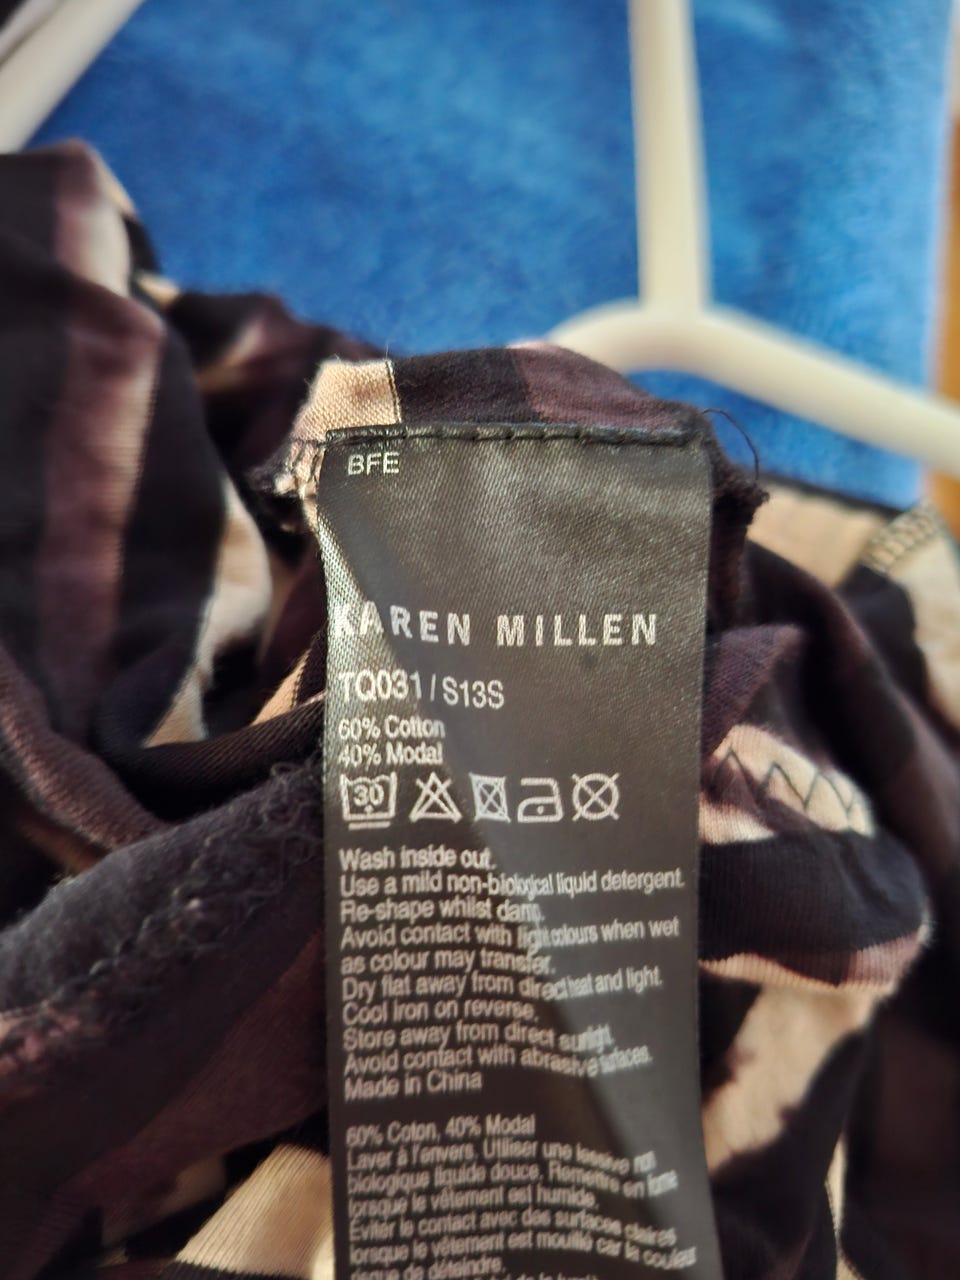 BFE
KAREN MILLEN
TQ031 / S13S
60% Cotton
40% Modal
30
Wash inside out.
Use a mild non-biological liquid detergent.
Re-shape whilst damp.
Avoid contact with light colours when wet
as colour may transfer.
Dry flat away from direct heat and light.
Cool iron on reverse.
Store away from direct sunlight.
Avoid contact with abrasive surfaces.
Made in China
60% Coton, 40% Modal
Laver à l'envers. Utiliser une lessive non
biologique liquide douce. Remettre en forme
lorsque le vêtement est humide.
Éviter le contact avec des surfaces claires
lorsque le vêtement est mouillé car la couleur
risque de déteindre.